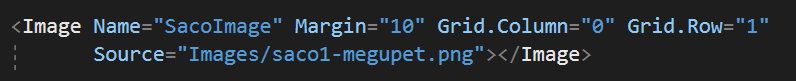 <Image Name="SacoImage" Margin="10" Grid.Column="0" Grid.Row="1"
Source="Images/saco1-megupet.png"></Image>